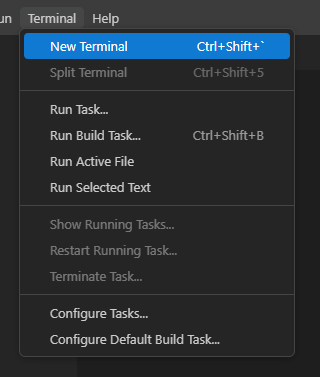 un Terminal Help
New Terminal Ctrl+Shift+`
Split Terminal Ctrl+Shift+5
Run Task...
Run Build Task... Ctrl+Shift+B
Run Active File
Run Selected Text
Show Running Tasks...
Restart Running Task...
Terminate Task...
Configure Tasks...
Configure Default Build Task...